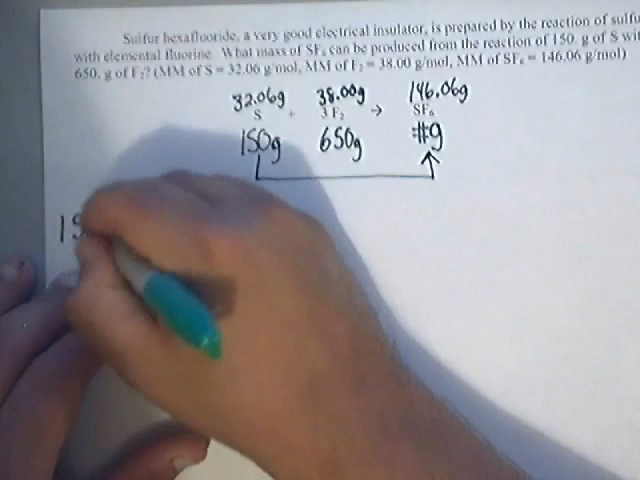 Sulfur hexafluoride, a very good electrical insulator, is prepared by the reaction of
with elemental fluorine. What mass of SF₆ can be produced from the reaction of 150. g of S
650. g of F₂? (MM of S = 32.06 g/mol, MM of F₂ = 38.00 g/mol, MM of SF₆ = 146.06 g/mol)
32.06g 38.00g 146.06g
S + 3 F₂ → SF₆
150g 650g #g